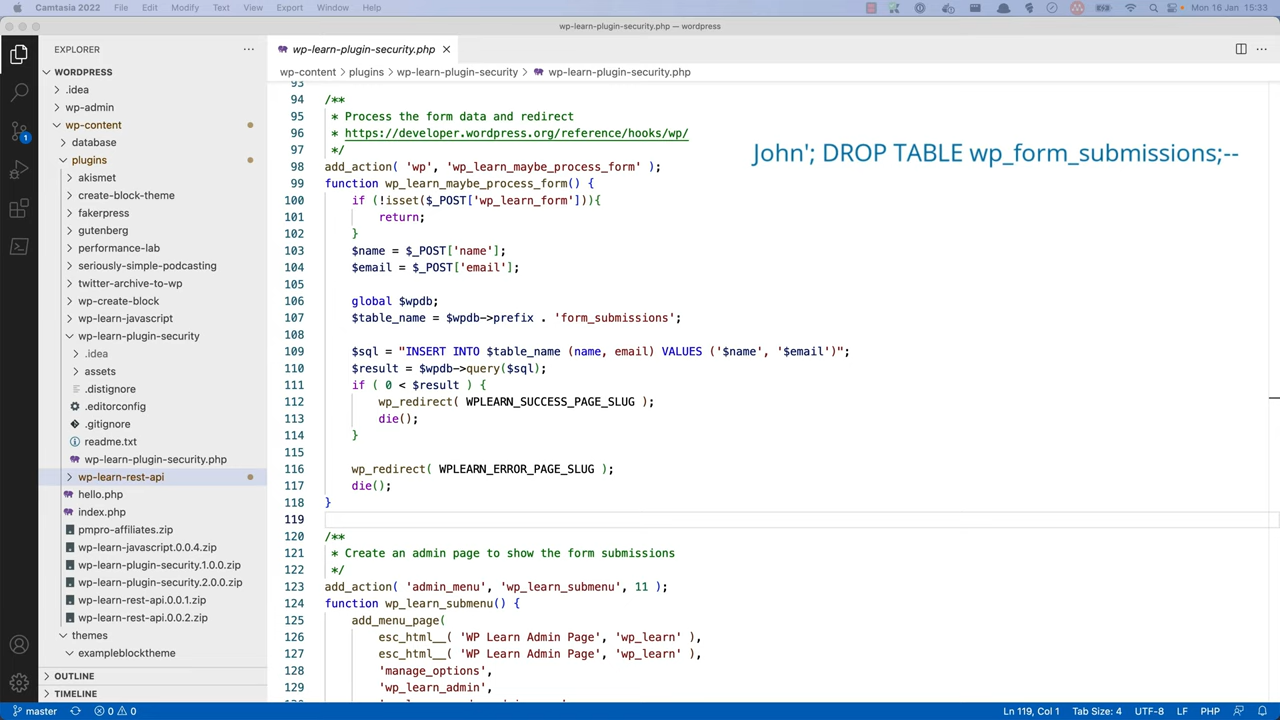 Camtasia 2022 File Edit Modify Text View Export Window Help Mon 16 Jan 15:33
wp-learn-plugin-security.php — wordpress
EXPLORER
WORDPRESS
.idea
wp-admin
wp-content
database
plugins
akismet
create-block-theme
fakerpress
gutenberg
performance-lab
seriously-simple-podcasting
twitter-archive-to-wp
wp-create-block
wp-learn-javascript
wp-learn-plugin-security
.idea
assets
.distignore
.editorconfig
.gitignore
readme.txt
wp-learn-plugin-security.php
wp-learn-rest-api
hello.php
index.php
pmpro-affiliates.zip
wp-learn-javascript.0.0.4.zip
wp-learn-plugin-security.1.0.0.zip
wp-learn-plugin-security.2.0.0.zip
wp-learn-rest-api.0.0.1.zip
wp-learn-rest-api.0.0.2.zip
themes
exampleblocktheme
OUTLINE
TIMELINE
1
wp-learn-plugin-security.php
wp-content > plugins > wp-learn-plugin-security > wp-learn-plugin-security.php
93
94 /**
95 * Process the form data and redirect
96 * https://developer.wordpress.org/reference/hooks/wp/
97 */
98 add_action( 'wp', 'wp_learn_maybe_process_form' );
99 function wp_learn_maybe_process_form() {
100 if (!isset($_POST['wp_learn_form'])){
101 return;
102 }
103 $name = $_POST['name'];
104 $email = $_POST['email'];
105
106 global $wpdb;
107 $table_name = $wpdb->prefix . 'form_submissions';
108
109 $sql = "INSERT INTO $table_name (name, email) VALUES ('$name', '$email')";
110 $result = $wpdb->query($sql);
111 if ( 0 < $result ) {
112 wp_redirect( WPLEARN_SUCCESS_PAGE_SLUG );
113 die();
114 }
115
116 wp_redirect( WPLEARN_ERROR_PAGE_SLUG );
117 die();
118 }
119
120 /**
121 * Create an admin page to show the form submissions
122 */
123 add_action( 'admin_menu', 'wp_learn_submenu', 11 );
124 function wp_learn_submenu() {
125 add_menu_page(
126 esc_html__( 'WP Learn Admin Page', 'wp_learn' ),
127 esc_html__( 'WP Learn Admin Page', 'wp_learn' ),
128 'manage_options',
129 'wp_learn_admin',
John'; DROP TABLE wp_form_submissions;--
master 0 0 Ln 119, Col 1 Tab Size: 4 UTF-8 LF PHP